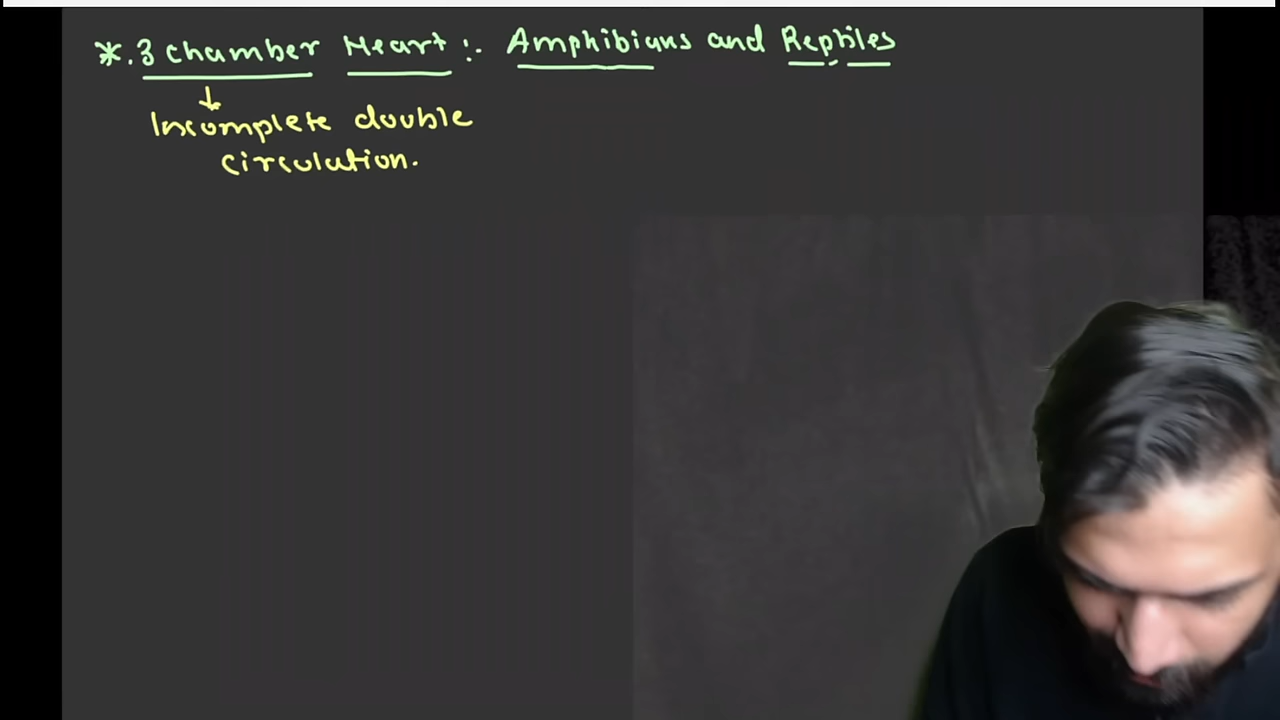 *. 3 chamber Heart :- Amphibians and Reptiles
↓
Incomplete double
circulation.